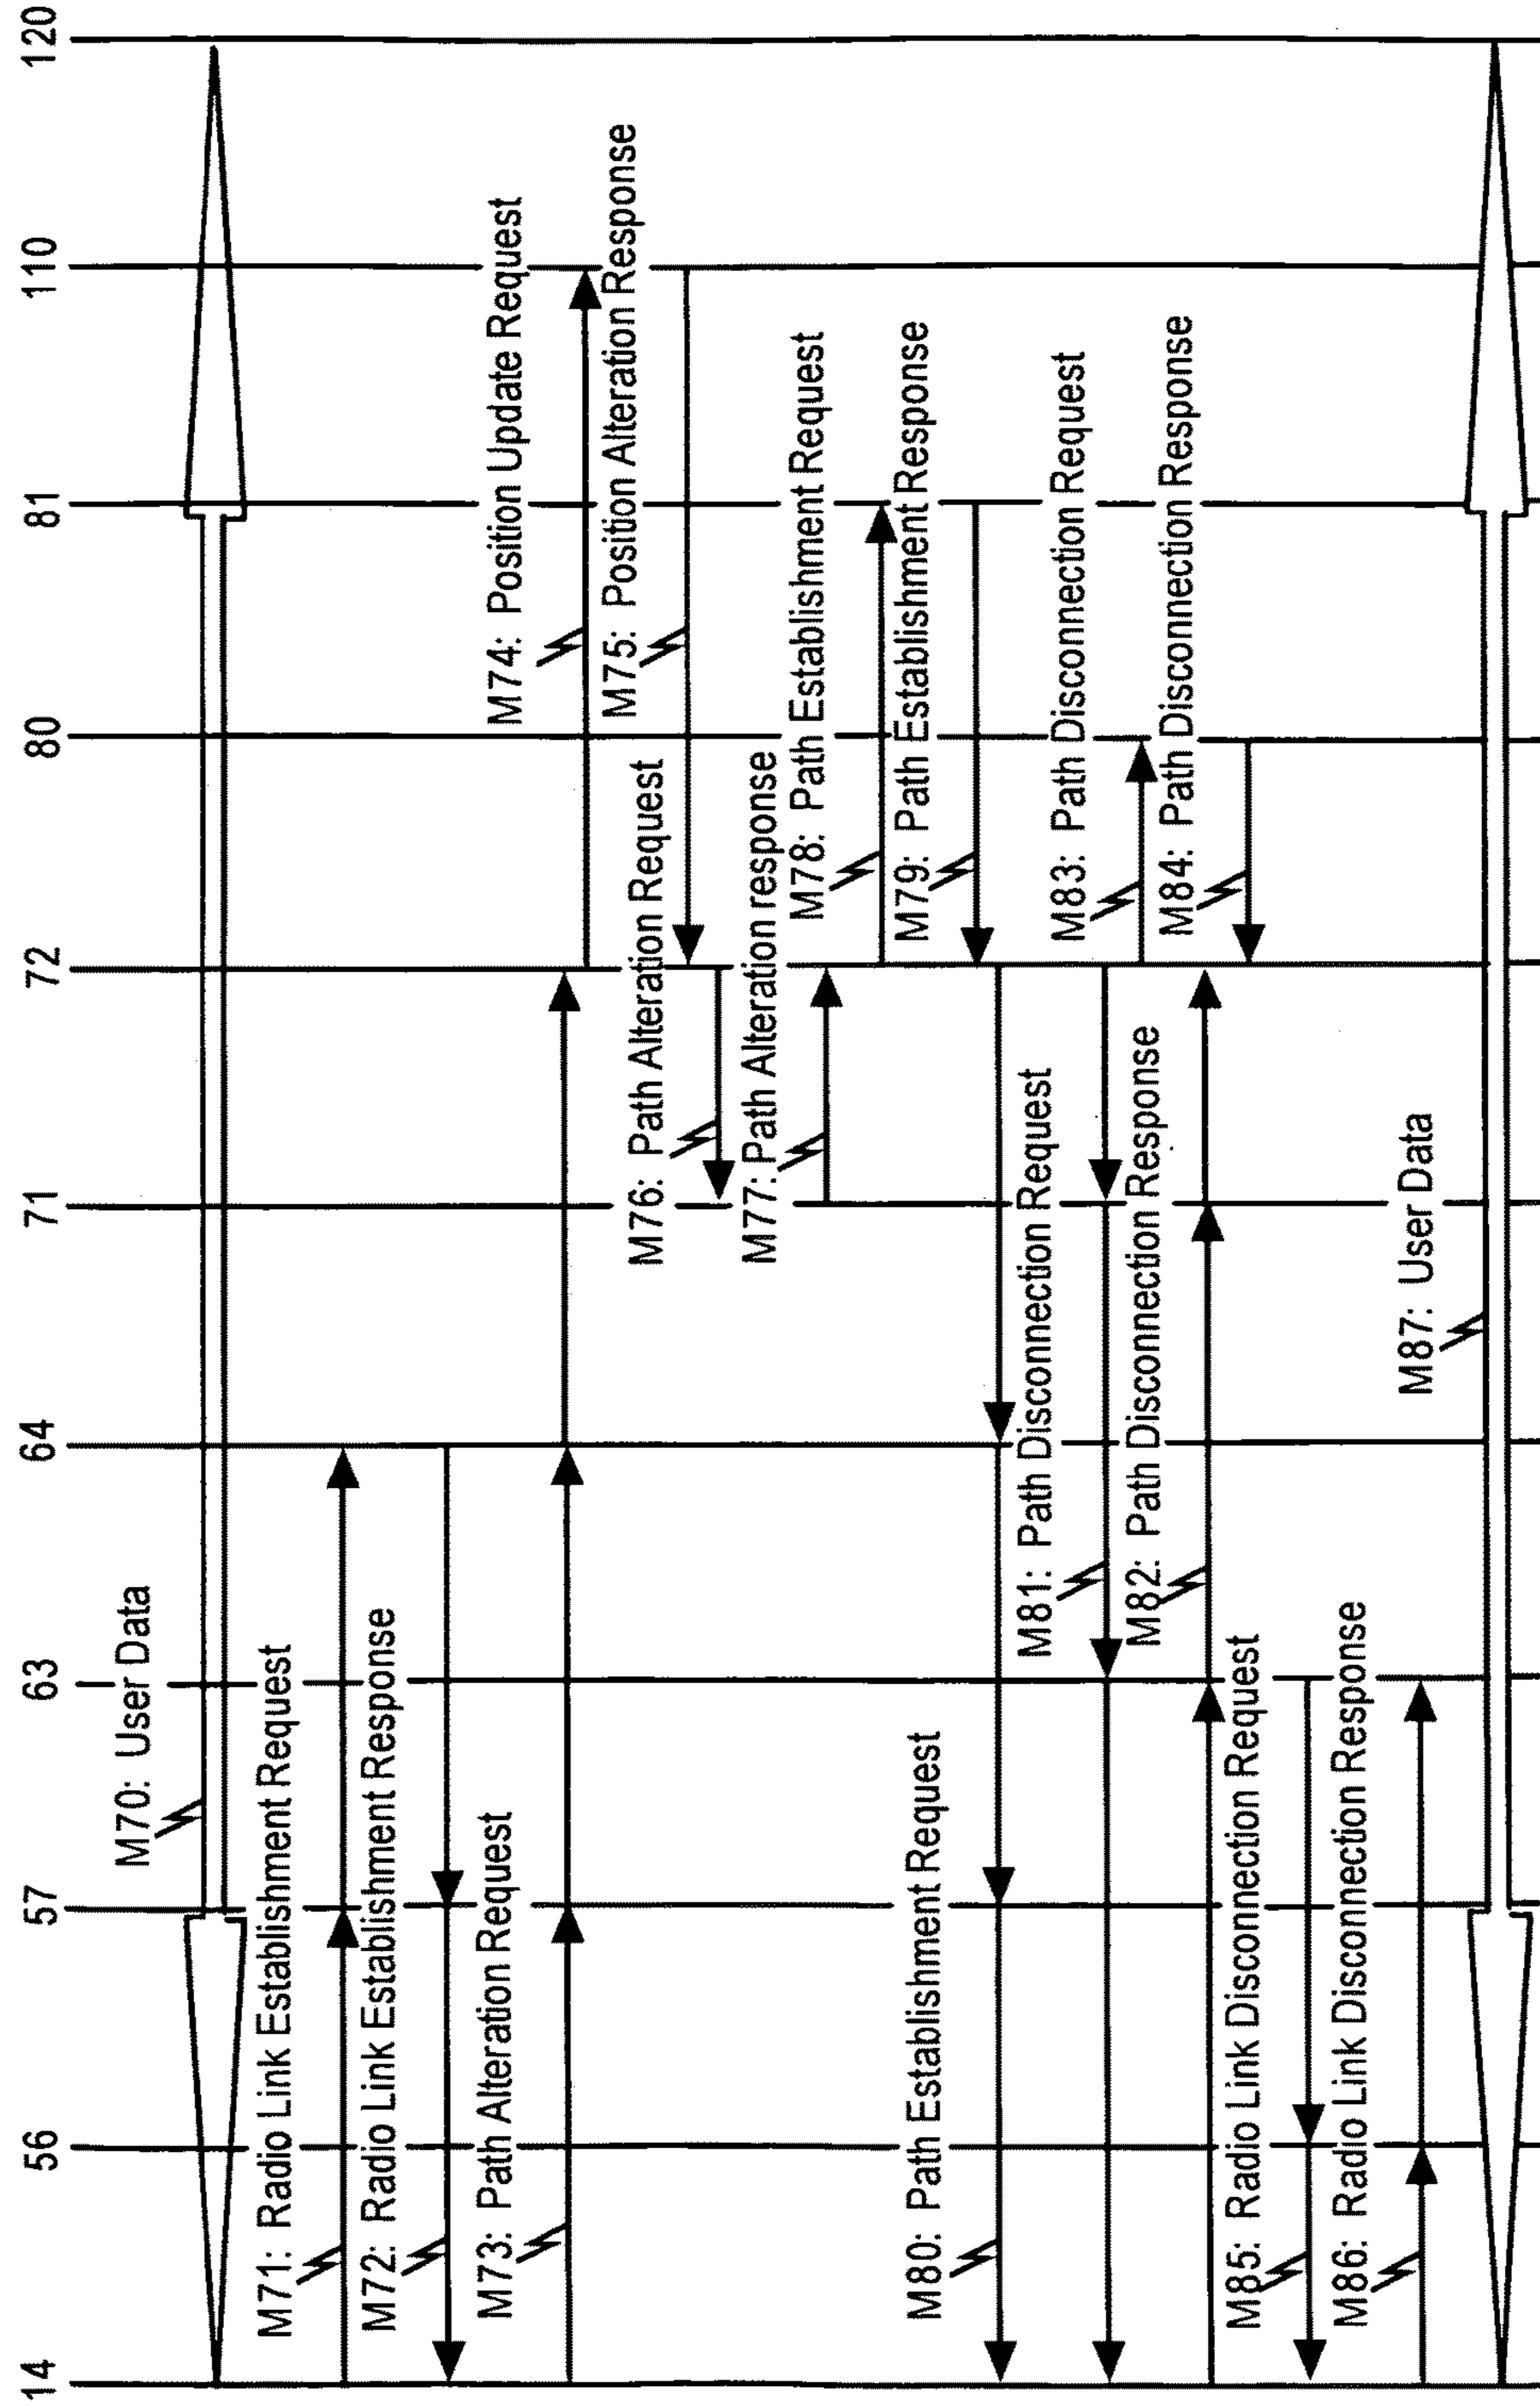 14
56
57
63
64
71
72
80
81
110
120
M70: User Data
M71: Radio Link Establishment Request
M72: Radio Link Establishment Response
M73: Path Alteration Request
M74: Position Update Request
M75: Position Alteration Response
M76: Path Alteration Request
M77: Path Alteration response
M78: Path Establishment Request
M79: Path Establishment Response
M80: Path Establishment Request
M81: Path Disconnection Request
M82: Path Disconnection Response
M83: Path Disconnection Request
M84: Path Disconnection Response
M85: Radio Link Disconnection Request
M86: Radio Link Disconnection Response
M87: User Data